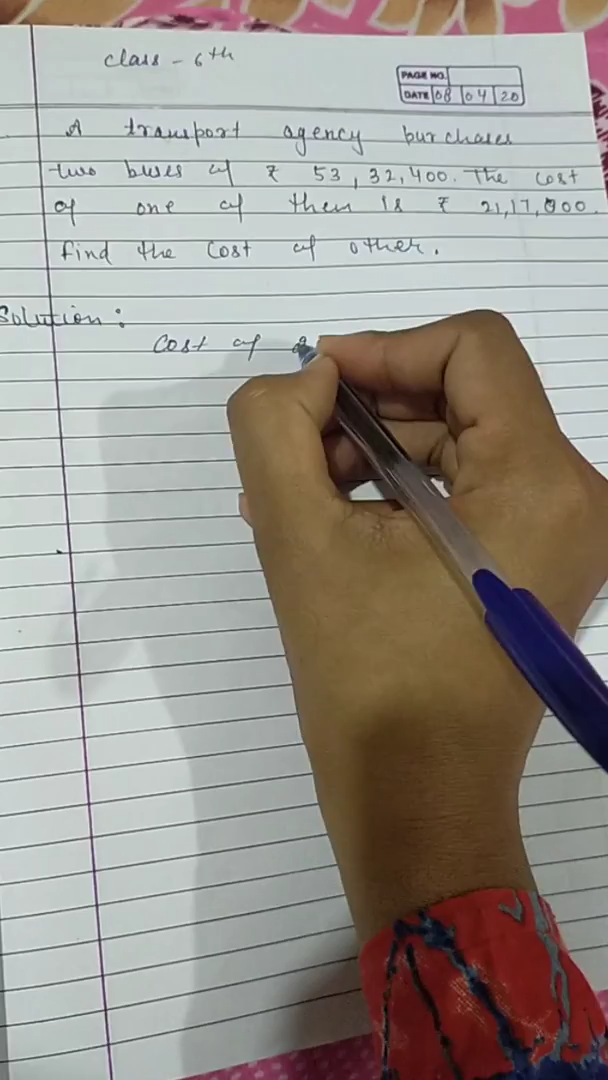 Class - 6th
PAGE NO.
DATE 08 04 20
A transport agency purchases
two buses of ₹ 53,32,400. The cost
of one of them is ₹ 21,17,000.
find the cost of other.
Solution:
Cost of 2